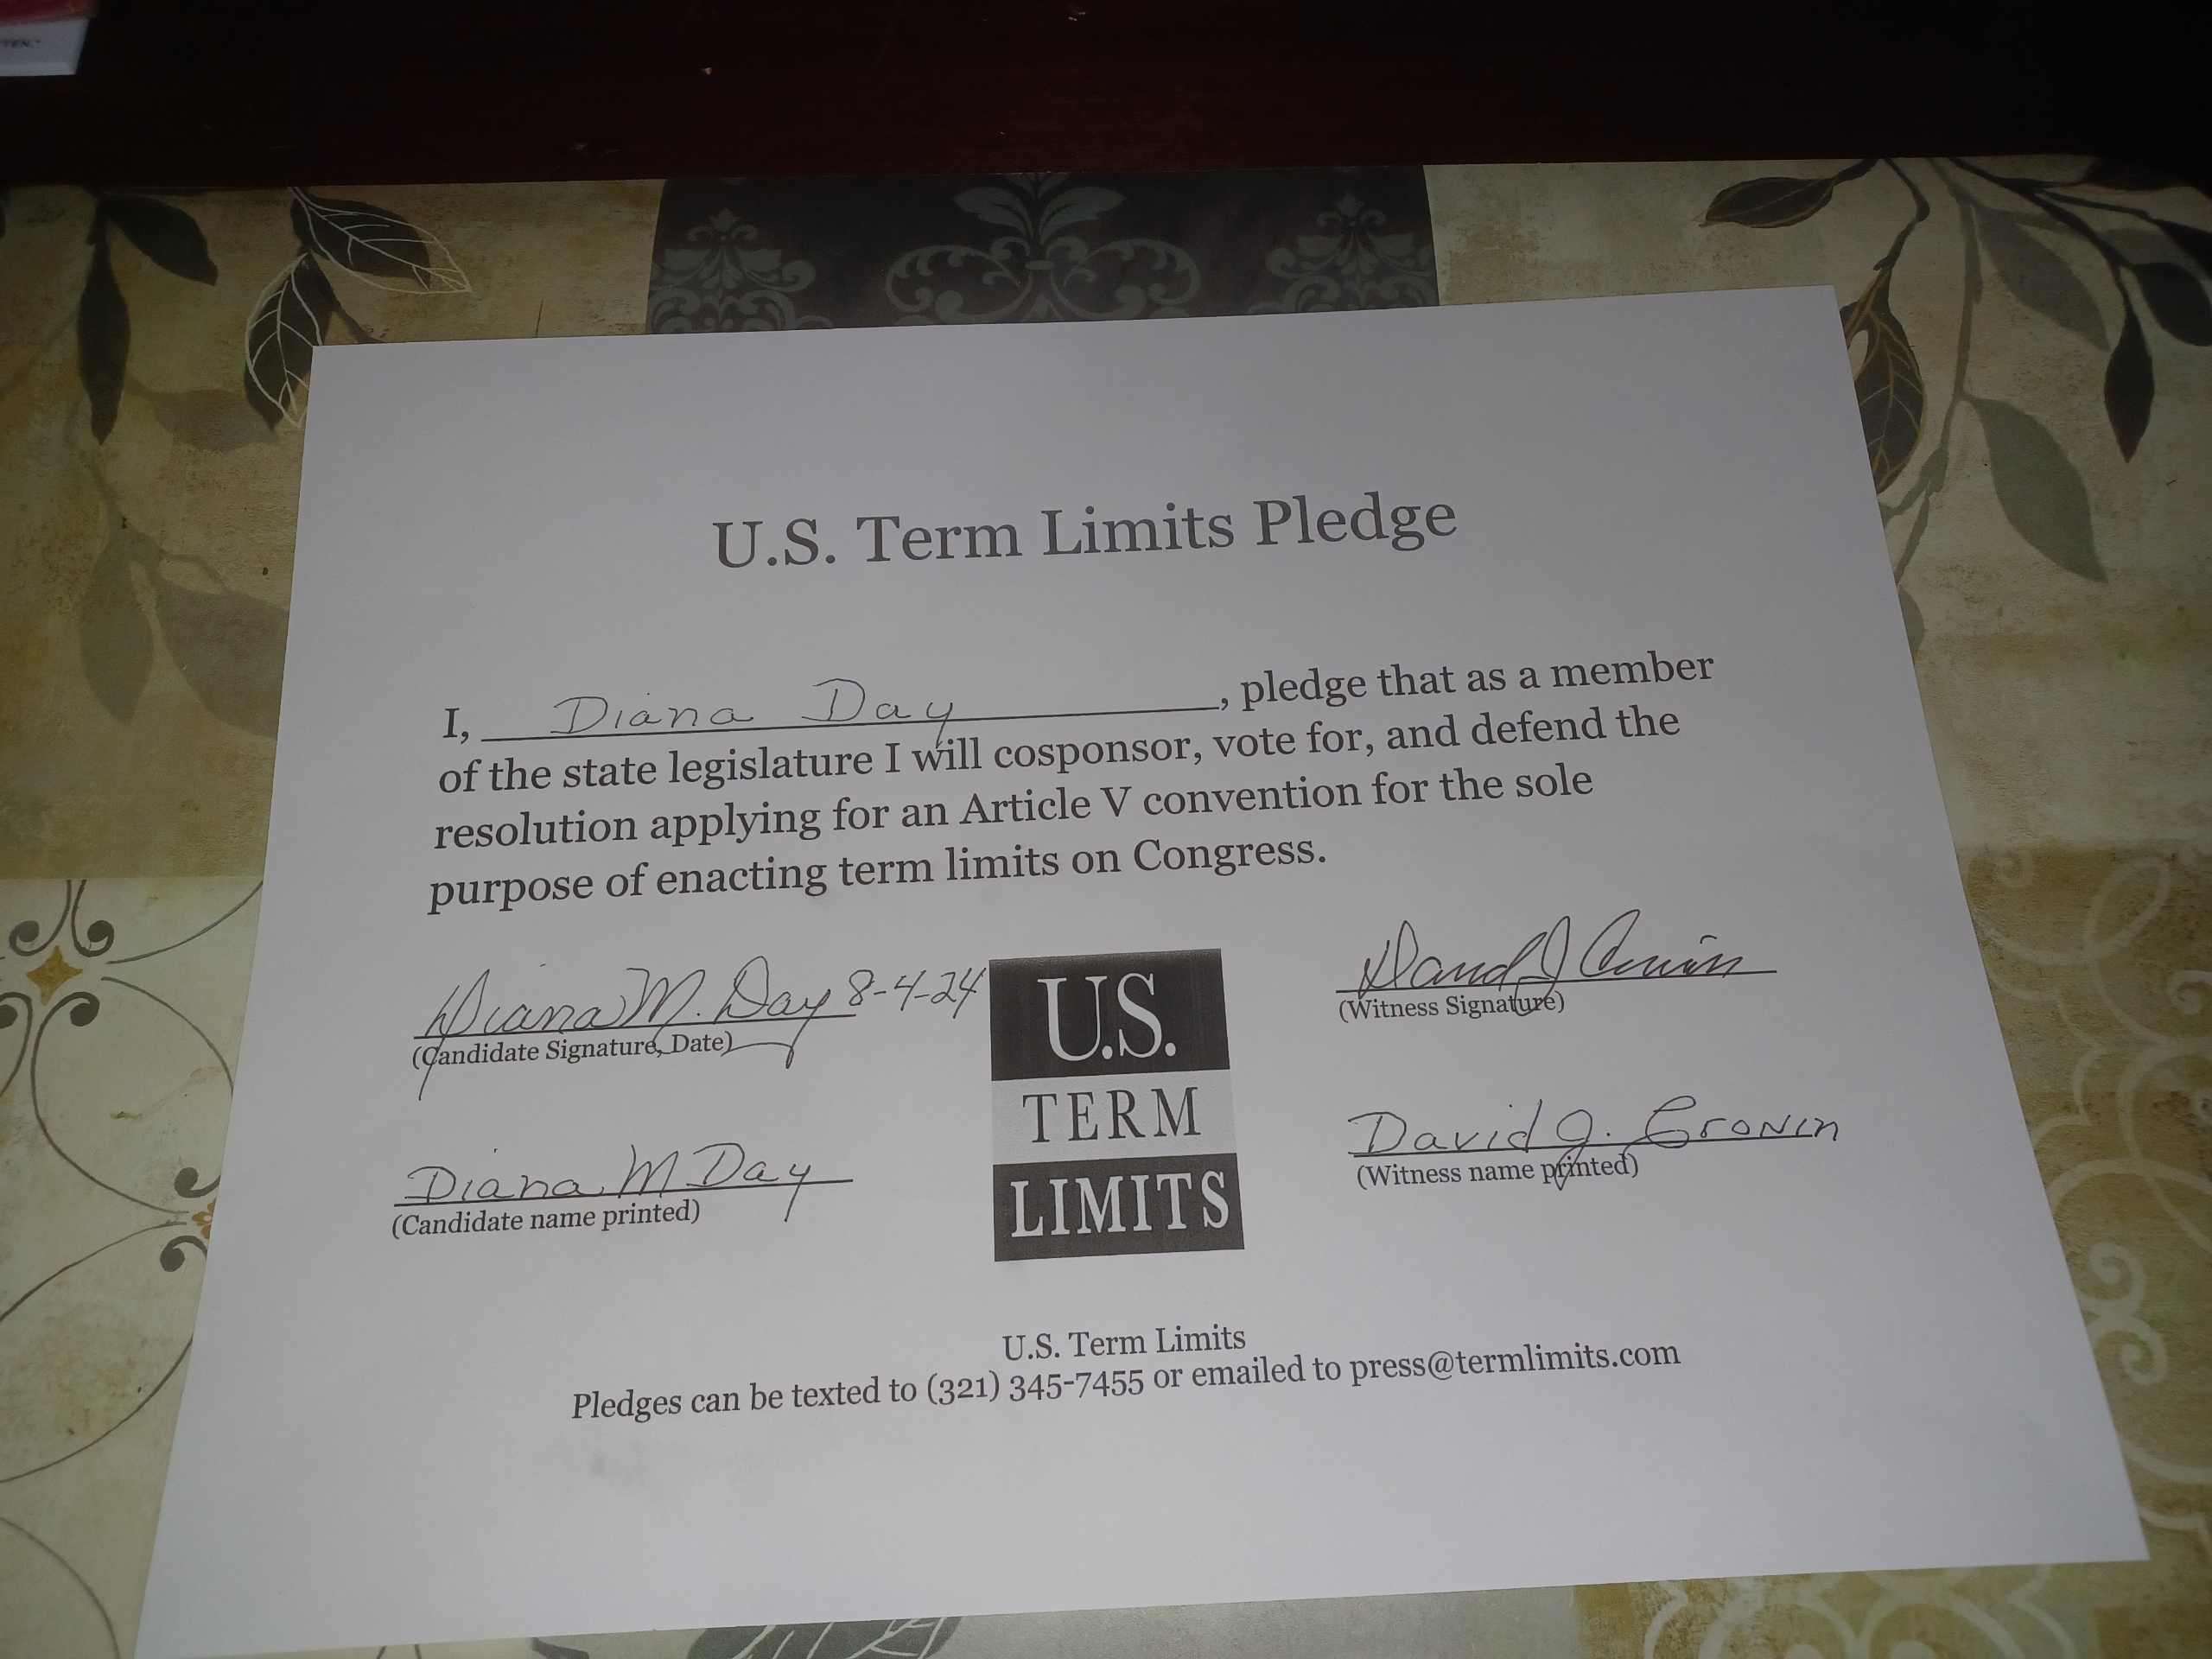 TEN."
U.S. Term Limits Pledge
I, Diana Day, pledge that as a member
of the state legislature I will cosponsor, vote for, and defend the
resolution applying for an Article V convention for the sole
purpose of enacting term limits on Congress.
Diana M. Day 8-4-24
(Candidate Signature, Date)
Diana M Day
(Candidate name printed)
U.S.
TERM
LIMITS
David J Cronin
(Witness Signature)
David J. Cronin
(Witness name printed)
U.S. Term Limits
Pledges can be texted to (321) 345-7455 or emailed to press@termlimits.com